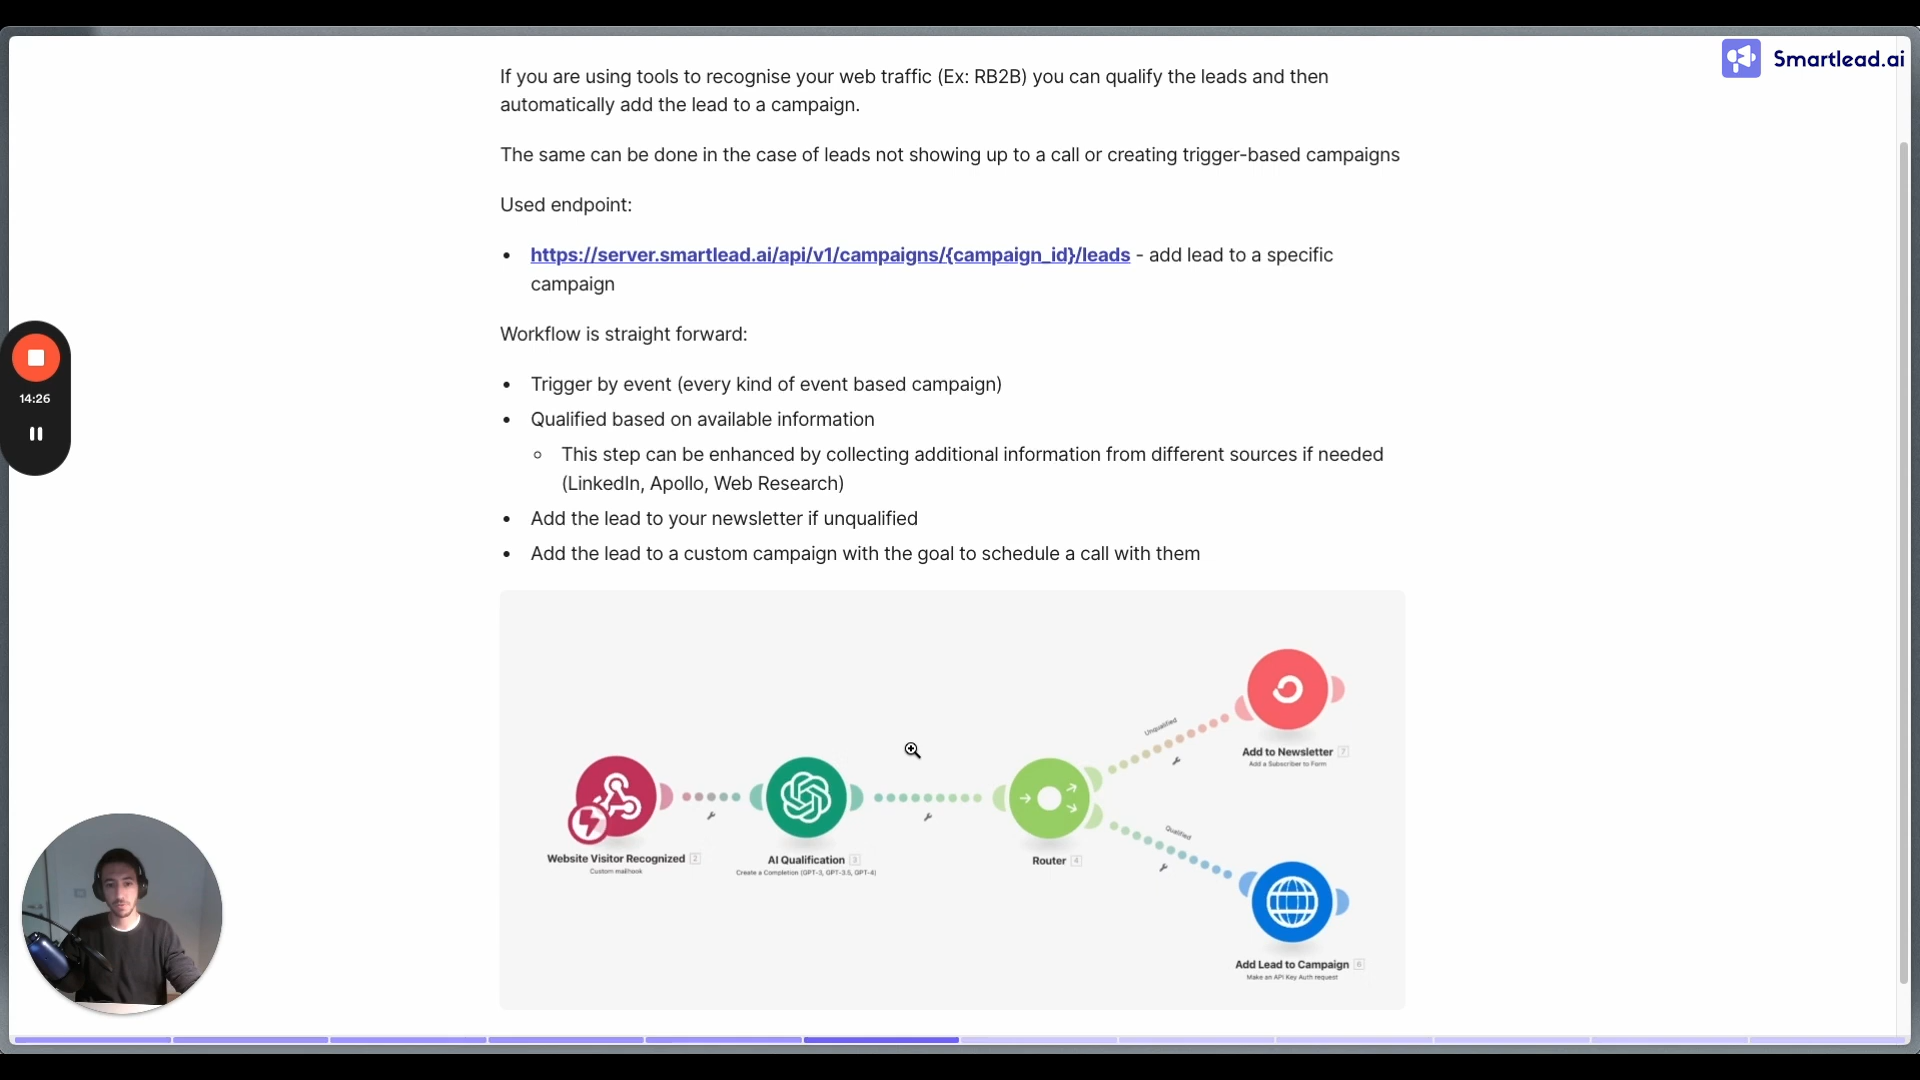 Smartlead.ai
If you are using tools to recognise your web traffic (Ex: RB2B) you can qualify the leads and then
automatically add the lead to a campaign.
The same can be done in the case of leads not showing up to a call or creating trigger-based campaigns
Used endpoint:
• https://server.smartlead.ai/api/v1/campaigns/{campaign_id}/leads - add lead to a specific
campaign
Workflow is straight forward:
• Trigger by event (every kind of event based campaign)
• Qualified based on available information
◦ This step can be enhanced by collecting additional information from different sources if needed
(LinkedIn, Apollo, Web Research)
• Add the lead to your newsletter if unqualified
• Add the lead to a custom campaign with the goal to schedule a call with them
14:26
Unqualified
Add to Newsletter 7
Add a Subscriber to Form
Website Visitor Recognized 2
Custom mailhook
AI Qualification 3
Create a Completion (GPT-3, GPT-3.5, GPT-4)
Router 4
Qualified
Add Lead to Campaign 6
Make an API Key Auth request